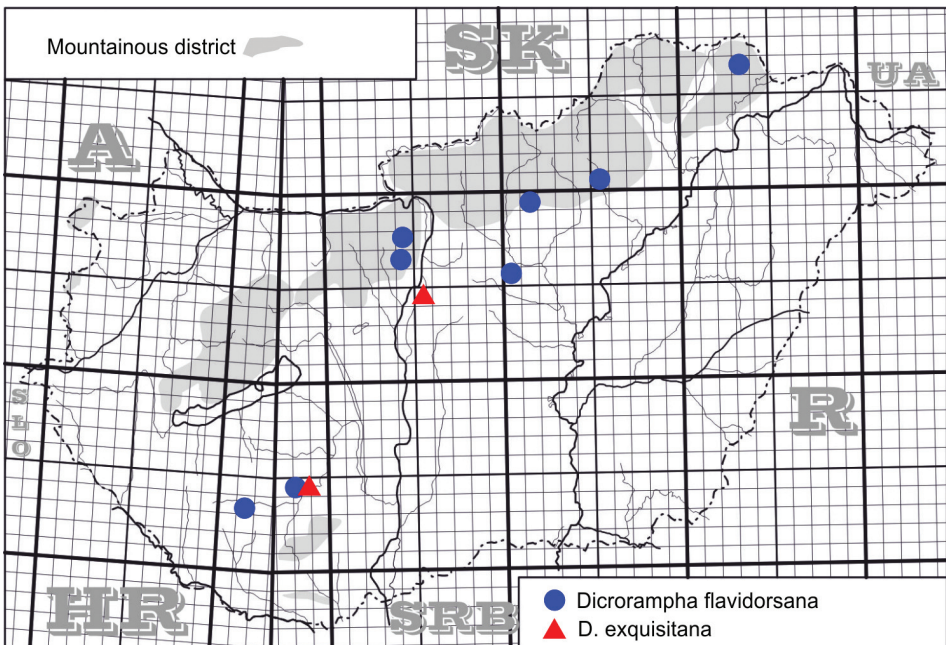 Mountainous district
SK
UA
A
SLO
R
HR
SRB
Dicrorampha flavidorsana
D. exquisitana